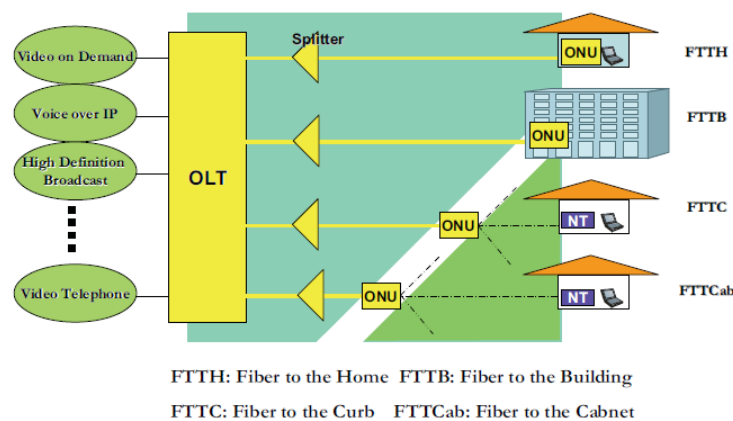 Video on Demand
Voice over IP
High Definition
Broadcast
Video Telephone
OLT
Splitter
ONU
FTTH
ONU
FTTB
ONU
NT
FTTC
ONU
NT
FTTCab
FTTH: Fiber to the Home FTTB: Fiber to the Building
FTTC: Fiber to the Curb FTTCab: Fiber to the Cabnet